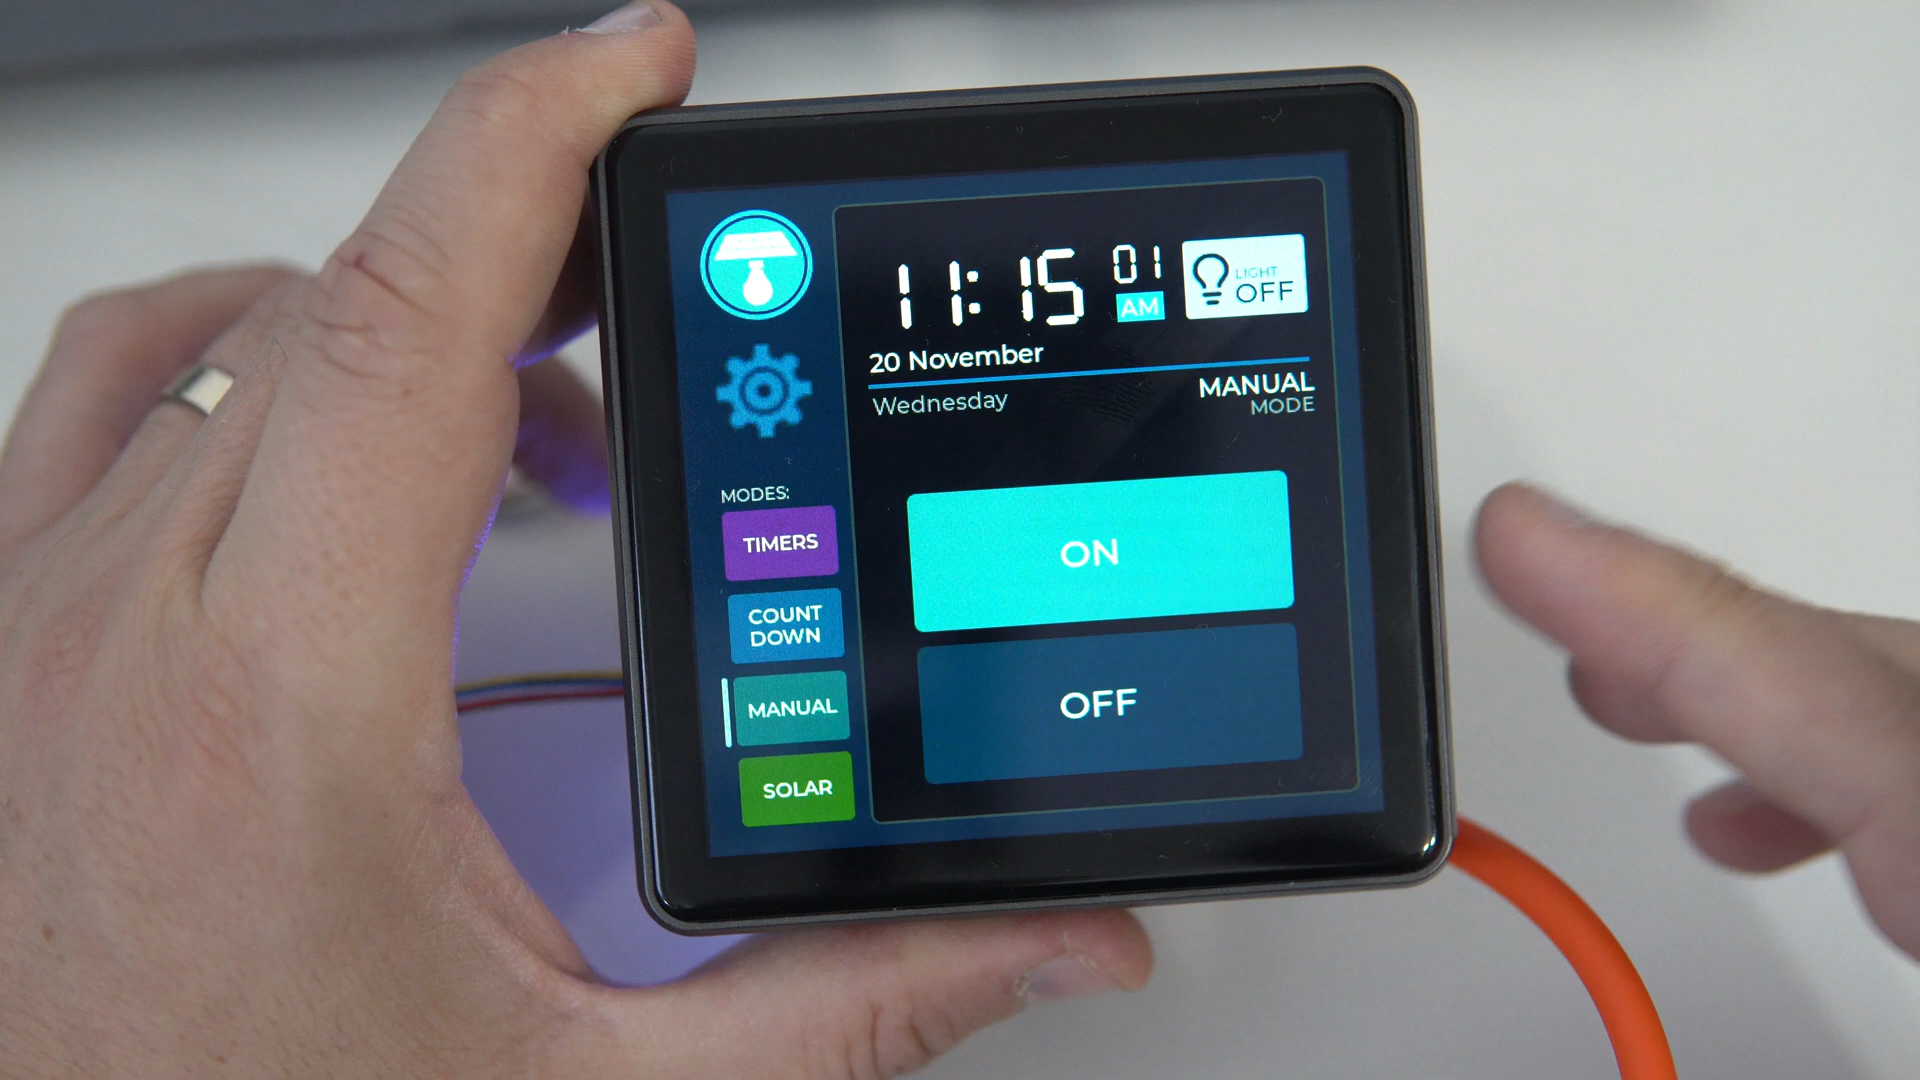 11:15
01
AM
LIGHT
OFF
20 November
Wednesday
MANUAL
MODE
MODES:
TIMERS
COUNT
DOWN
MANUAL
SOLAR
ON
OFF